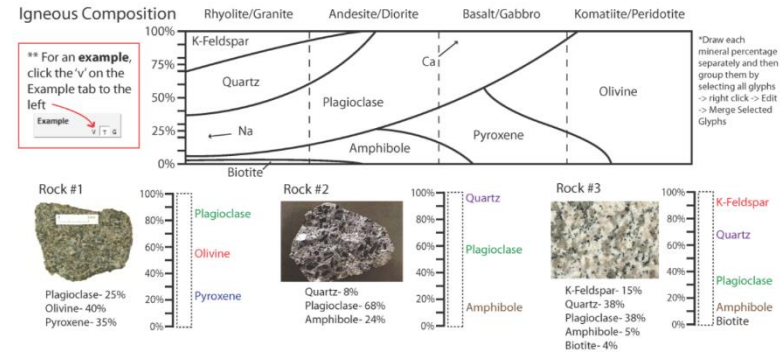 Igneous Composition
Rhyolite/Granite Andesite/Diorite Basalt/Gabbro Komatiite/Peridotite
** For an example,
click the 'v' on the
Example tab to the
left
Example
V T G
100%
75%
50%
25%
0%
K-Feldspar
Quartz
Plagioclase
Na
Ca
Amphibole
Pyroxene
Olivine
Biotite
*Draw each
mineral percentage
separately and then
group them by
selecting all glyphs
-> right click -> Edit
-> Merge Selected
Glyphs
Rock #1
Plagioclase- 25%
Olivine- 40%
Pyroxene- 35%
100%
80%
60%
40%
20%
0%
Plagioclase
Olivine
Pyroxene
Rock #2
Quartz- 8%
Plagioclase- 68%
Amphibole- 24%
100%
80%
60%
40%
20%
0%
Quartz
Plagioclase
Amphibole
Rock #3
K-Feldspar- 15%
Quartz- 38%
Plagioclase- 38%
Amphibole- 5%
Biotite- 4%
100%
80%
60%
40%
20%
0%
K-Feldspar
Quartz
Plagioclase
Amphibole
Biotite